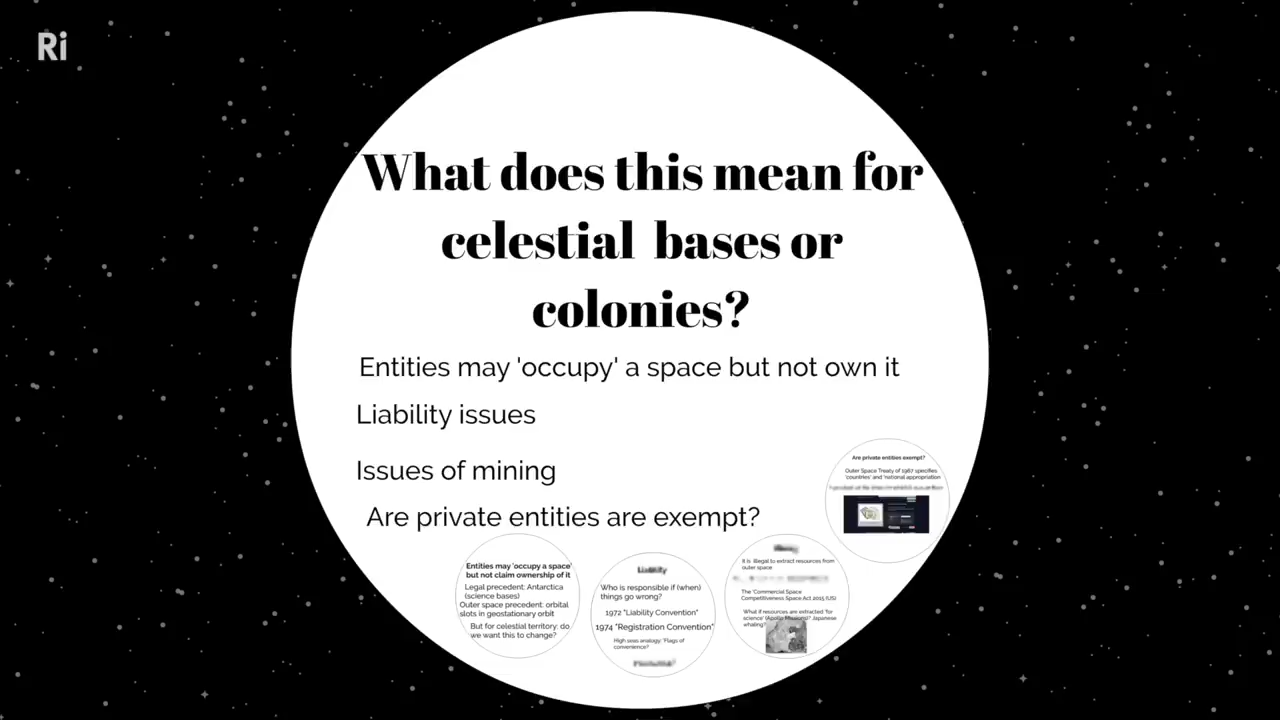 Ri
What does this mean for
celestial bases or
colonies?
Entities may 'occupy' a space but not own it
Liability issues
Issues of mining
Are private entities are exempt?
Are private entities exempt?
Outer Space Treaty of 1967 specifies
'countries' and 'national appropriation
Entities may 'occupy a space'
but not claim ownership of it
Legal precedent: Antarctica
(science bases)
Outer space precedent: orbital
slots in geostationary orbit
But for celestial territory: do
we want this to change?
Liability
Who is responsible if (when)
things go wrong?
1972 "Liability Convention"
1974 "Registration Convention"
High seas analogy: "Flags of
convenience?
It is illegal to extract resources from
outer space
The 'Commercial Space
Competitiveness Space Act 2015 (US)
What if resources are extracted 'for
science' (Apollo Missions)? Japanese
whaling?